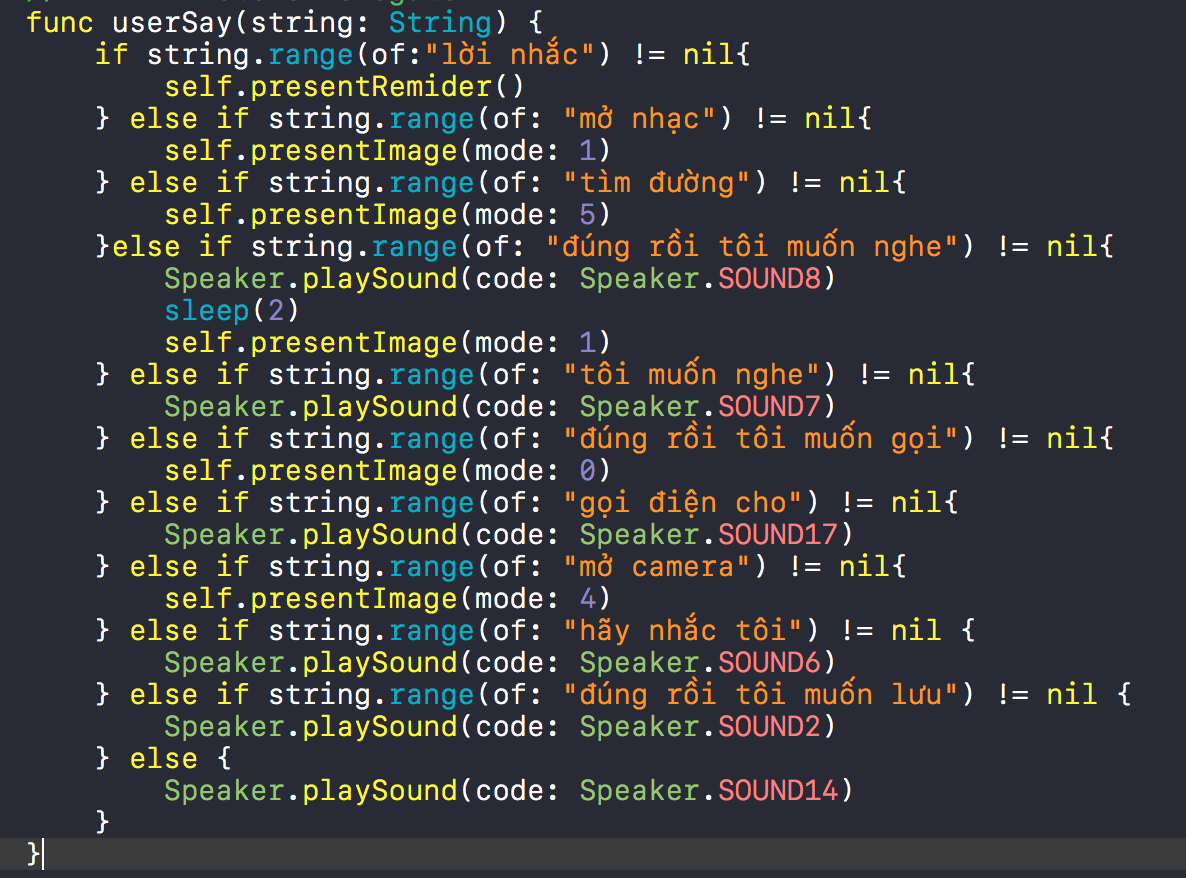 func userSay(string: String) {
    if string.range(of:"lời nhắc") != nil{
        self.presentRemider()
    } else if string.range(of: "mở nhạc") != nil{
        self.presentImage(mode: 1)
    } else if string.range(of: "tìm đường") != nil{
        self.presentImage(mode: 5)
    }else if string.range(of: "đúng rồi tôi muốn nghe") != nil{
        Speaker.playSound(code: Speaker.SOUND8)
        sleep(2)
        self.presentImage(mode: 1)
    } else if string.range(of: "tôi muốn nghe") != nil{
        Speaker.playSound(code: Speaker.SOUND7)
    } else if string.range(of: "đúng rồi tôi muốn gọi") != nil{
        self.presentImage(mode: 0)
    } else if string.range(of: "gọi điện cho") != nil{
        Speaker.playSound(code: Speaker.SOUND17)
    } else if string.range(of: "mở camera") != nil{
        self.presentImage(mode: 4)
    } else if string.range(of: "hãy nhắc tôi") != nil {
        Speaker.playSound(code: Speaker.SOUND6)
    } else if string.range(of: "đúng rồi tôi muốn lưu") != nil {
        Speaker.playSound(code: Speaker.SOUND2)
    } else {
        Speaker.playSound(code: Speaker.SOUND14)
    }
}